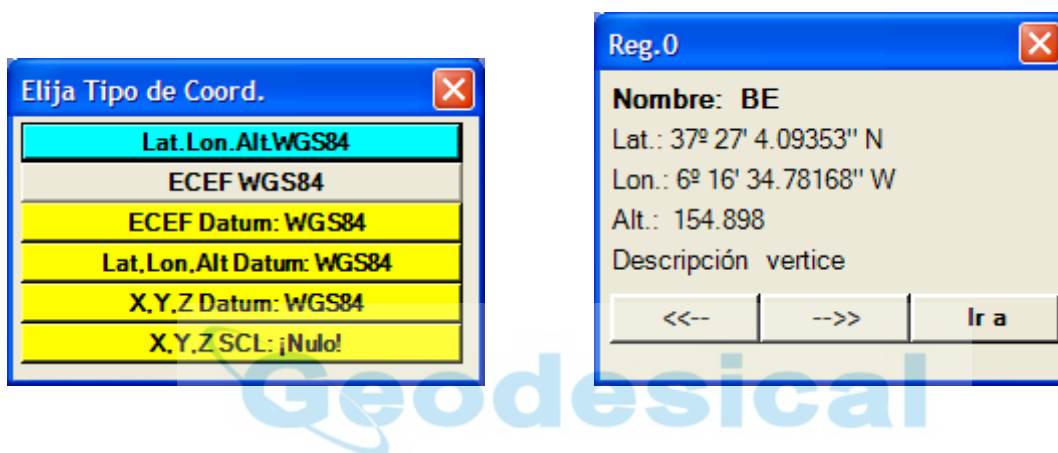 Elija Tipo de Coord.
Lat.Lon.Alt.WGS84
ECEF WGS84
ECEF Datum: WGS84
Lat,Lon,Alt Datum: WGS84
X,Y,Z Datum: WGS84
X,Y,Z SCL: ¡Nulo!
Reg.0
Nombre: BE
Lat.: 37º 27' 4.09353'' N
Lon.: 6º 16' 34.78168'' W
Alt.: 154.898
Descripción vertice
<<-- -->> Ir a
Geodesical